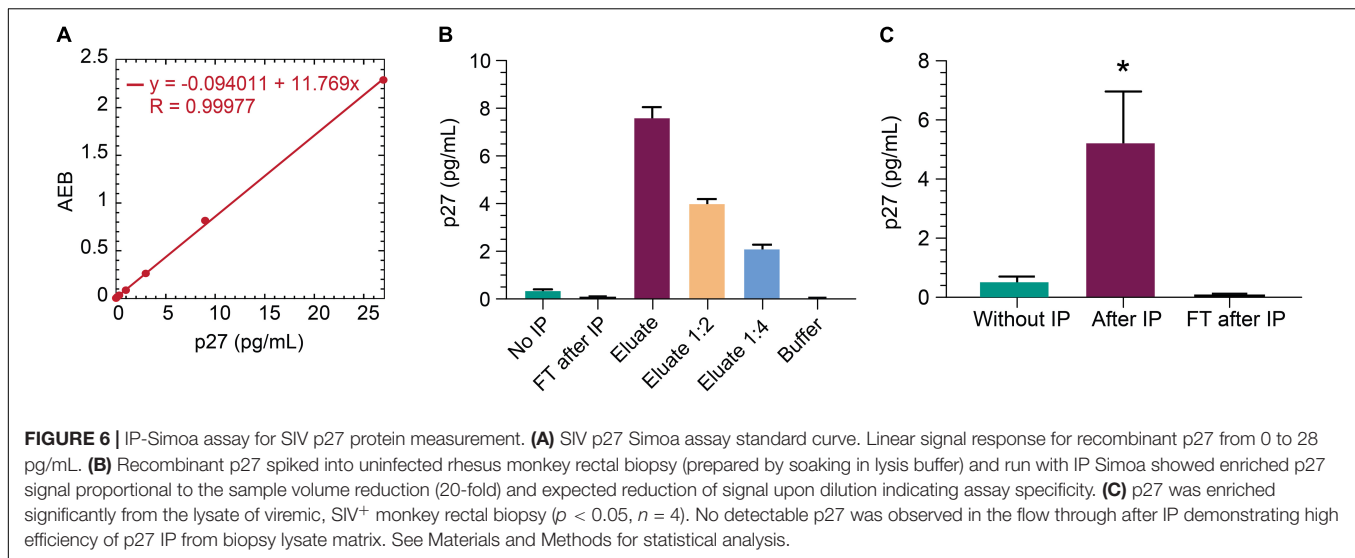 A
2.5
2
1.5
1
0.5
0
y = -0.094011 + 11.769x
R = 0.99977
AEB
0 5 10 15 20 25
p27 (pg/mL)
B
10
8
6
4
2
0
p27 (pg/mL)
No IP
FT after IP
Eluate
Eluate 1:2
Eluate 1:4
Buffer
C
8
6
4
2
0
p27 (pg/mL)
*
Without IP After IP FT after IP
FIGURE 6 | IP-Simoa assay for SIV p27 protein measurement. (A) SIV p27 Simoa assay standard curve. Linear signal response for recombinant p27 from 0 to 28
pg/mL. (B) Recombinant p27 spiked into uninfected rhesus monkey rectal biopsy (prepared by soaking in lysis buffer) and run with IP Simoa showed enriched p27
signal proportional to the sample volume reduction (20-fold) and expected reduction of signal upon dilution indicating assay specificity. (C) p27 was enriched
significantly from the lysate of viremic, SIV⁺ monkey rectal biopsy (p < 0.05, n = 4). No detectable p27 was observed in the flow through after IP demonstrating high
efficiency of p27 IP from biopsy lysate matrix. See Materials and Methods for statistical analysis.